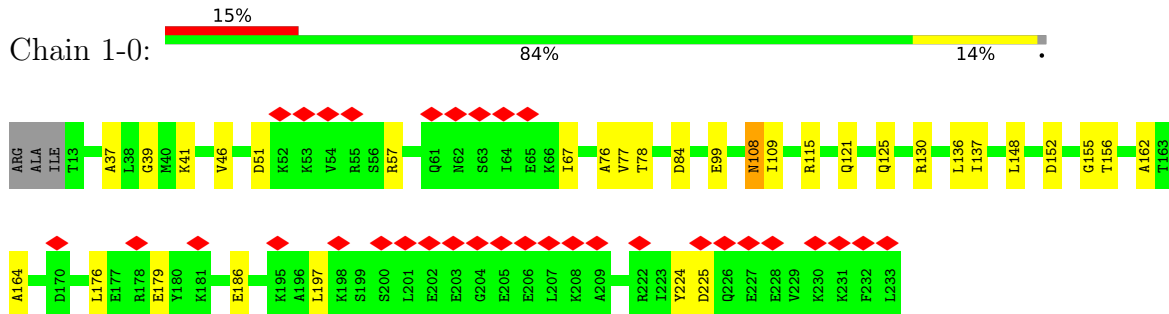 15%
Chain 1-0:
84% 14% •
ARG ALA ILE T13 A37 L38 G39 M40 K41 V46 D51 K52 K53 V54 R55 S56 R57 Q61 N62 S63 I64 E65 K66 I67 A76 V77 T78 D84 E99 N108 I109 R115 Q121 Q125 R130 L136 I137 L148 D152 G155 T156 A162 T163
A164 D170 L176 E177 R178 E179 Y180 K181 E186 K195 A196 L197 K198 S199 S200 L201 E202 E203 G204 E205 E206 L207 K208 A209 R222 I223 Y224 D225 Q226 E227 E228 V229 K230 K231 F232 L233